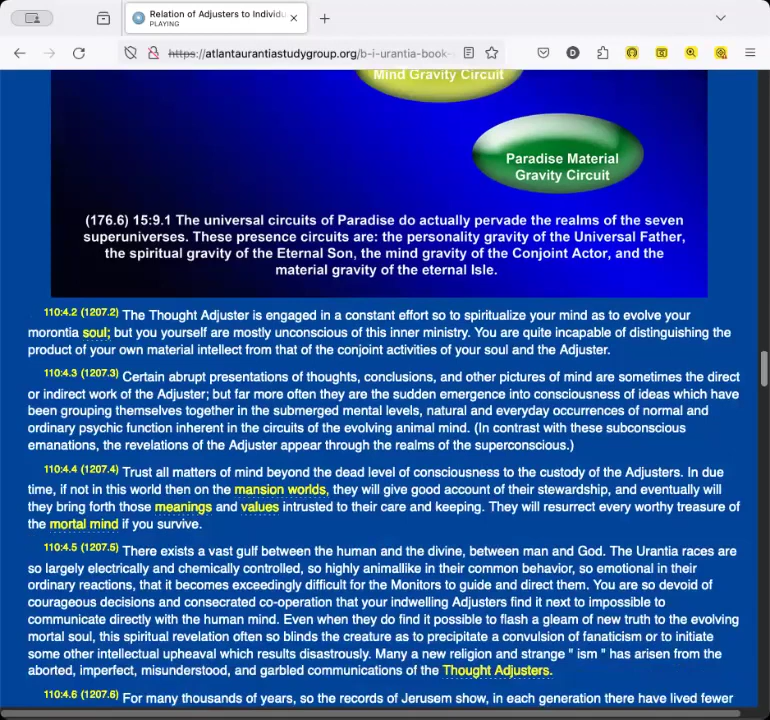 Relation of Adjusters to Individu
PLAYING
https://atlantaurantiastudygroup.org/b-i-urantia-book-
Mind Gravity Circuit
Paradise Material
Gravity Circuit
(176.6) 15:9.1 The universal circuits of Paradise do actually pervade the realms of the seven
superuniverses. These presence circuits are: the personality gravity of the Universal Father,
the spiritual gravity of the Eternal Son, the mind gravity of the Conjoint Actor, and the
material gravity of the eternal Isle.
110:4.2 (1207.2) The Thought Adjuster is engaged in a constant effort so to spiritualize your mind as to evolve your
morontia soul; but you yourself are mostly unconscious of this inner ministry. You are quite incapable of distinguishing the
product of your own material intellect from that of the conjoint activities of your soul and the Adjuster.
110:4.3 (1207.3) Certain abrupt presentations of thoughts, conclusions, and other pictures of mind are sometimes the direct
or indirect work of the Adjuster; but far more often they are the sudden emergence into consciousness of ideas which have
been grouping themselves together in the submerged mental levels, natural and everyday occurrences of normal and
ordinary psychic function inherent in the circuits of the evolving animal mind. (In contrast with these subconscious
emanations, the revelations of the Adjuster appear through the realms of the superconscious.)
110:4.4 (1207.4) Trust all matters of mind beyond the dead level of consciousness to the custody of the Adjusters. In due
time, if not in this world then on the mansion worlds, they will give good account of their stewardship, and eventually will
they bring forth those meanings and values intrusted to their care and keeping. They will resurrect every worthy treasure of
the mortal mind if you survive.
110:4.5 (1207.5) There exists a vast gulf between the human and the divine, between man and God. The Urantia races are
so largely electrically and chemically controlled, so highly animallike in their common behavior, so emotional in their
ordinary reactions, that it becomes exceedingly difficult for the Monitors to guide and direct them. You are so devoid of
courageous decisions and consecrated co-operation that your indwelling Adjusters find it next to impossible to
communicate directly with the human mind. Even when they do find it possible to flash a gleam of new truth to the evolving
mortal soul, this spiritual revelation often so blinds the creature as to precipitate a convulsion of fanaticism or to initiate
some other intellectual upheaval which results disastrously. Many a new religion and strange " ism " has arisen from the
aborted, imperfect, misunderstood, and garbled communications of the Thought Adjusters.
110:4.6 (1207.6) For many thousands of years, so the records of Jerusem show, in each generation there have lived fewer